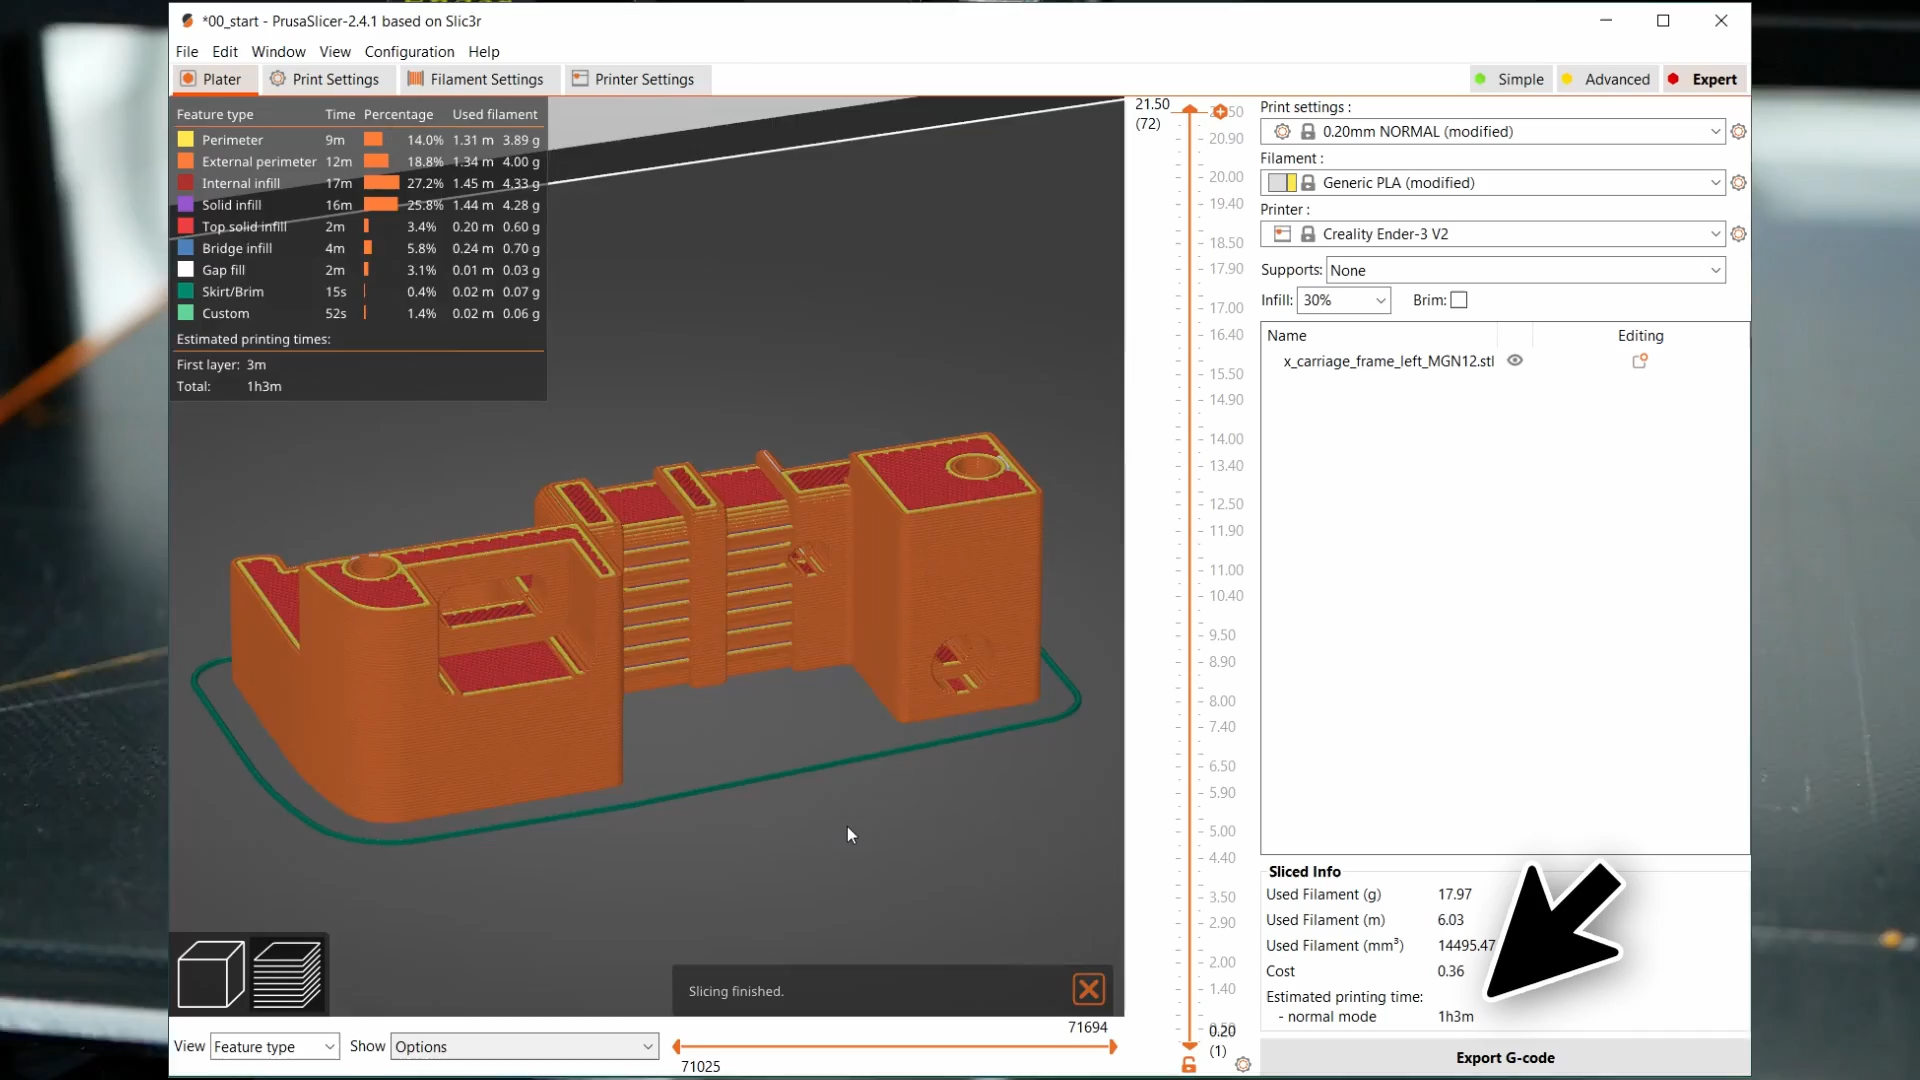 *00_start - PrusaSlicer-2.4.1 based on Slic3r
File Edit Window View Configuration Help
Plater Print Settings Filament Settings Printer Settings Simple Advanced Expert
Feature type Time Percentage Used filament
Perimeter 9m 14.0% 1.31 m 3.89 g
External perimeter 12m 18.8% 1.34 m 4.00 g
Internal infill 17m 27.2% 1.45 m 4.33 g
Solid infill 16m 25.8% 1.44 m 4.28 g
Top solid infill 2m 3.4% 0.20 m 0.60 g
Bridge infill 4m 5.8% 0.24 m 0.70 g
Gap fill 2m 3.1% 0.01 m 0.03 g
Skirt/Brim 15s 0.4% 0.02 m 0.07 g
Custom 52s 1.4% 0.02 m 0.06 g
Estimated printing times:
First layer: 3m
Total: 1h3m
21.50
(72)
20.90
20.00
19.40
18.50
17.90
17.00
16.40
15.50
14.90
14.00
13.40
12.50
11.90
11.00
10.40
9.50
8.90
8.00
7.40
6.50
5.90
5.00
4.40
3.50
2.90
2.00
1.40
0.20
(1)
Print settings :
0.20mm NORMAL (modified)
Filament :
Generic PLA (modified)
Printer :
Creality Ender-3 V2
Supports: None
Infill: 30% Brim:
Name Editing
x_carriage_frame_left_MGN12.stl
Sliced Info
Used Filament (g) 17.97
Used Filament (m) 6.03
Used Filament (mm³) 14495.47
Cost 0.36
Estimated printing time:
- normal mode 1h3m
Export G-code
Slicing finished.
View Feature type Show Options
71694
71025